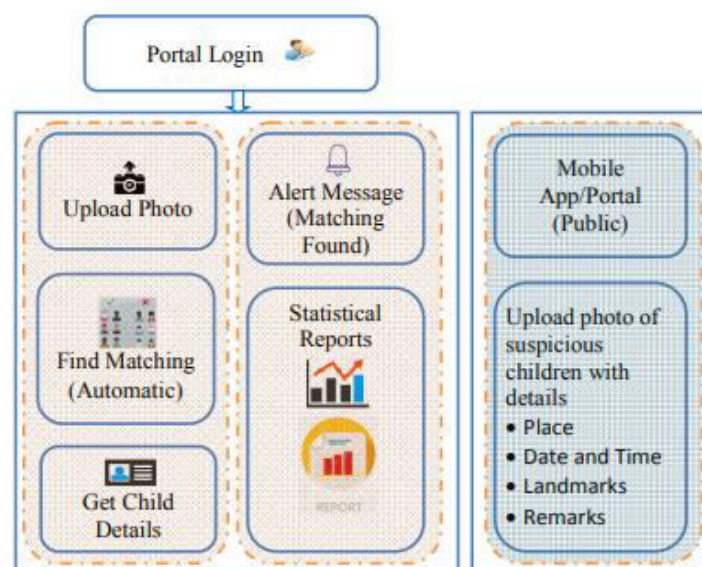 Portal Login
Upload Photo
Find Matching
(Automatic)
Get Child
Details
Alert Message
(Matching
Found)
Statistical
Reports
REPORT
Mobile
App/Portal
(Public)
Upload photo of
suspicious
children with
details
• Place
• Date and Time
• Landmarks
• Remarks